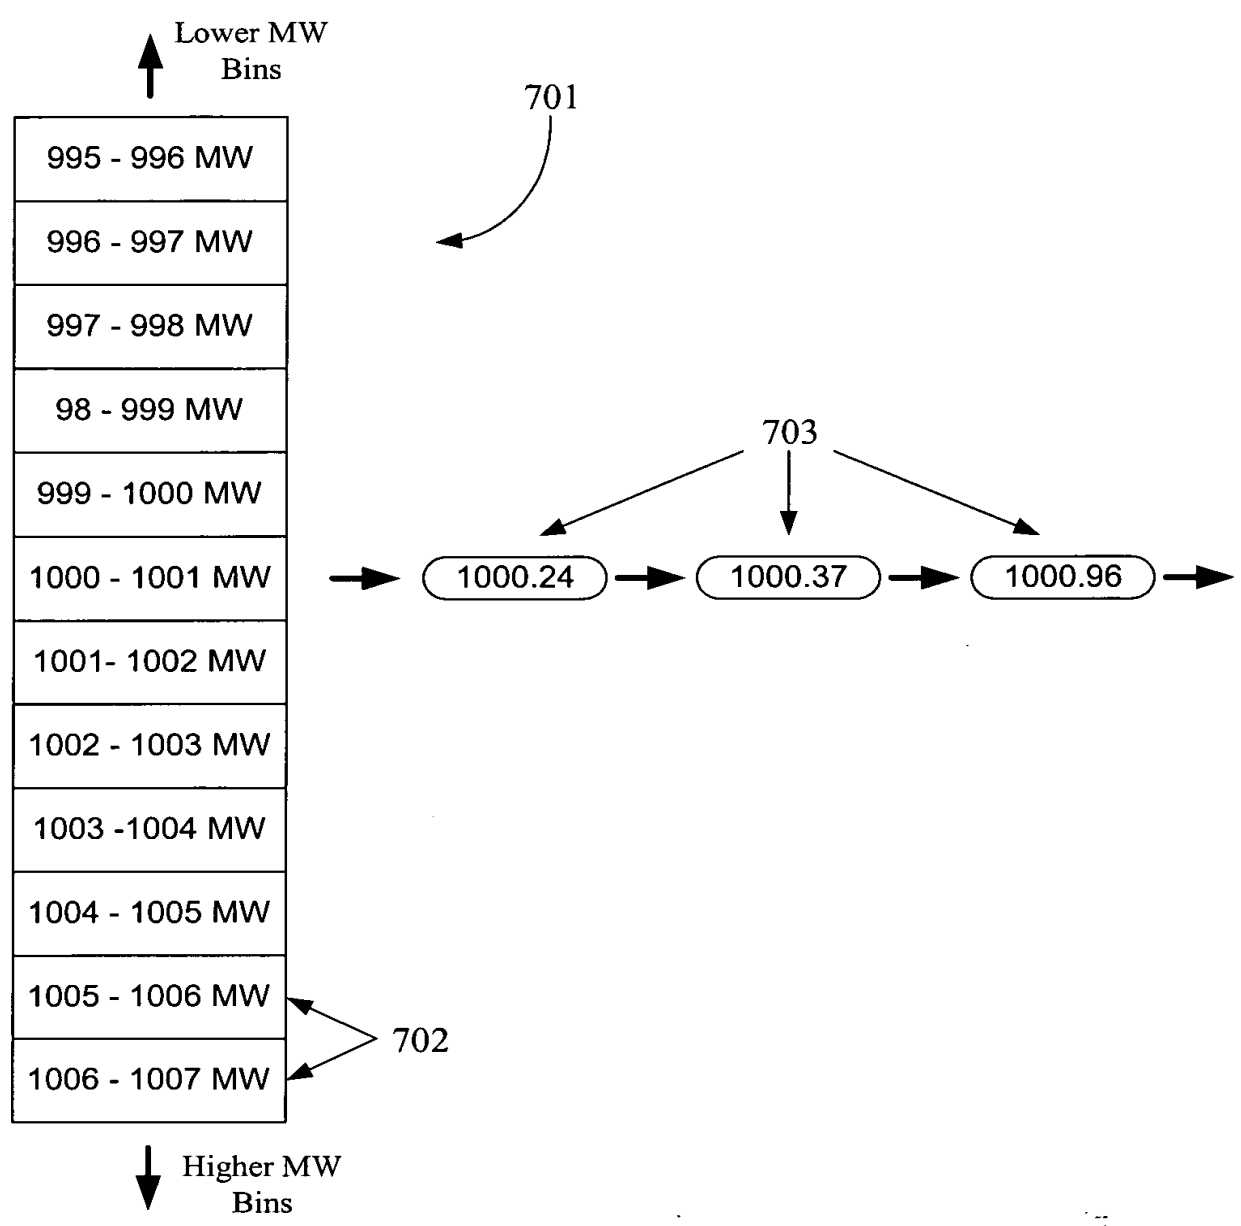 Lower MW
Bins
701
995 - 996 MW
996 - 997 MW
997 - 998 MW
98 - 999 MW
703
999 - 1000 MW
1000 - 1001 MW
1000.24
1000.37
1000.96
1001- 1002 MW
1002 - 1003 MW
1003 -1004 MW
1004 - 1005 MW
1005 - 1006 MW
702
1006 - 1007 MW
Higher MW
Bins